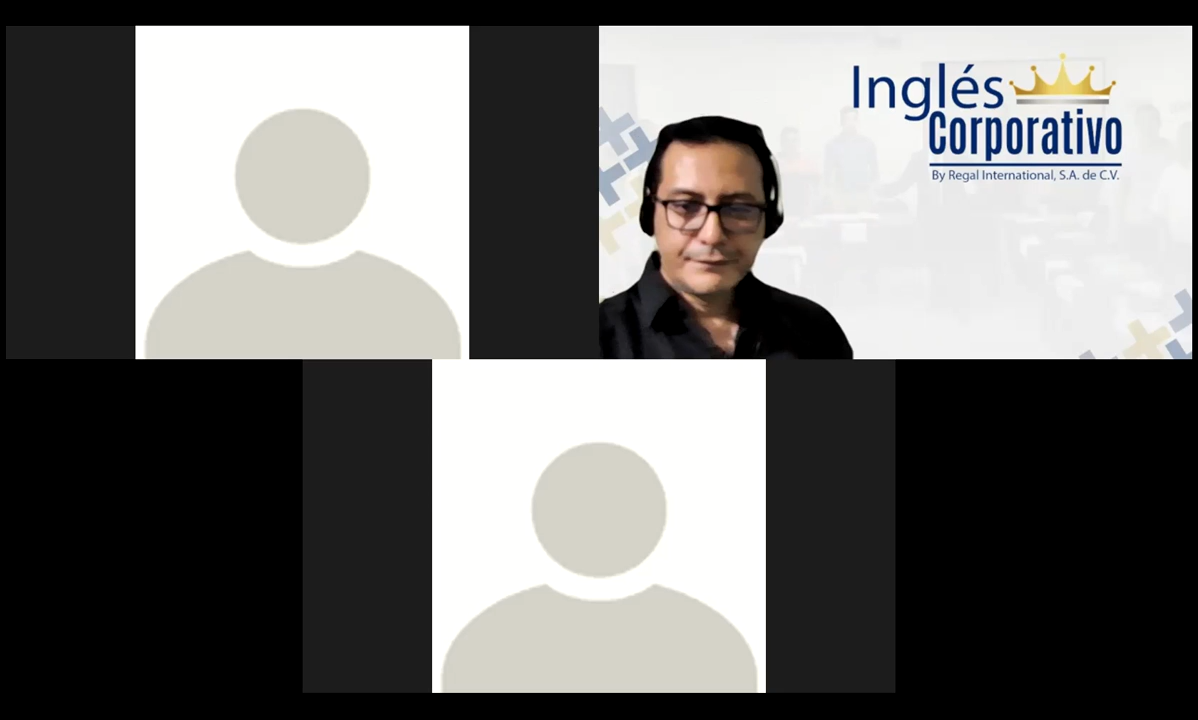 Inglés
Corporativo
By Regal International, S.A. de C.V.